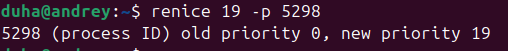 duha@andrey:~$ renice 19 -p 5298
5298 (process ID) old priority 0, new priority 19